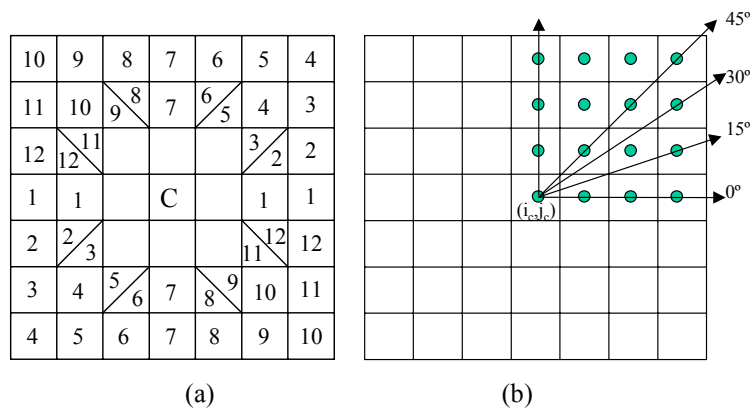 10 9 8 7 6 5 4
11 10 9 8 7 6 5 4 3
12 12 11 3 2 2
1 1 C 1 1
2 2 3 11 12 12
3 4 5 6 7 8 9 10 11
4 5 6 7 8 9 10
(a)
45º
30º
15º
0º
(i_c,j_c)
(b)